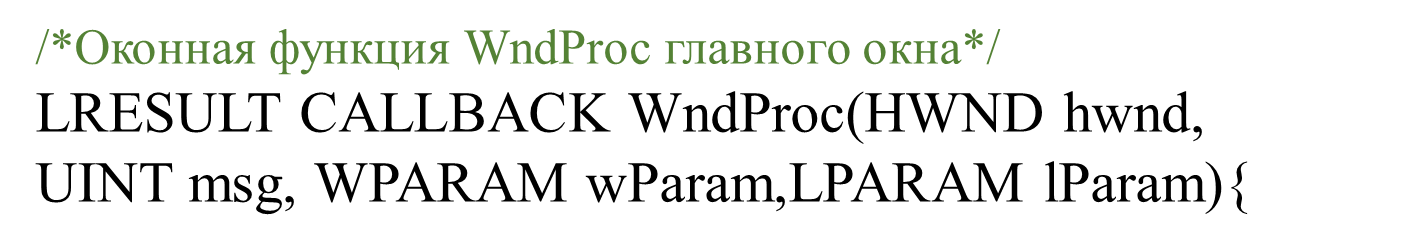 /*Оконная функция WndProc главного окна*/
LRESULT CALLBACK WndProc(HWND hwnd,
UINT msg, WPARAM wParam,LPARAM lParam){